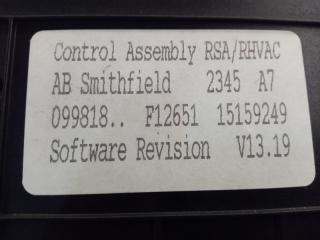 Control Assembly RSA/RHVAC
AB Smithfield 2345 A7
099818.. F12651 15159249
Software Revision V13.19